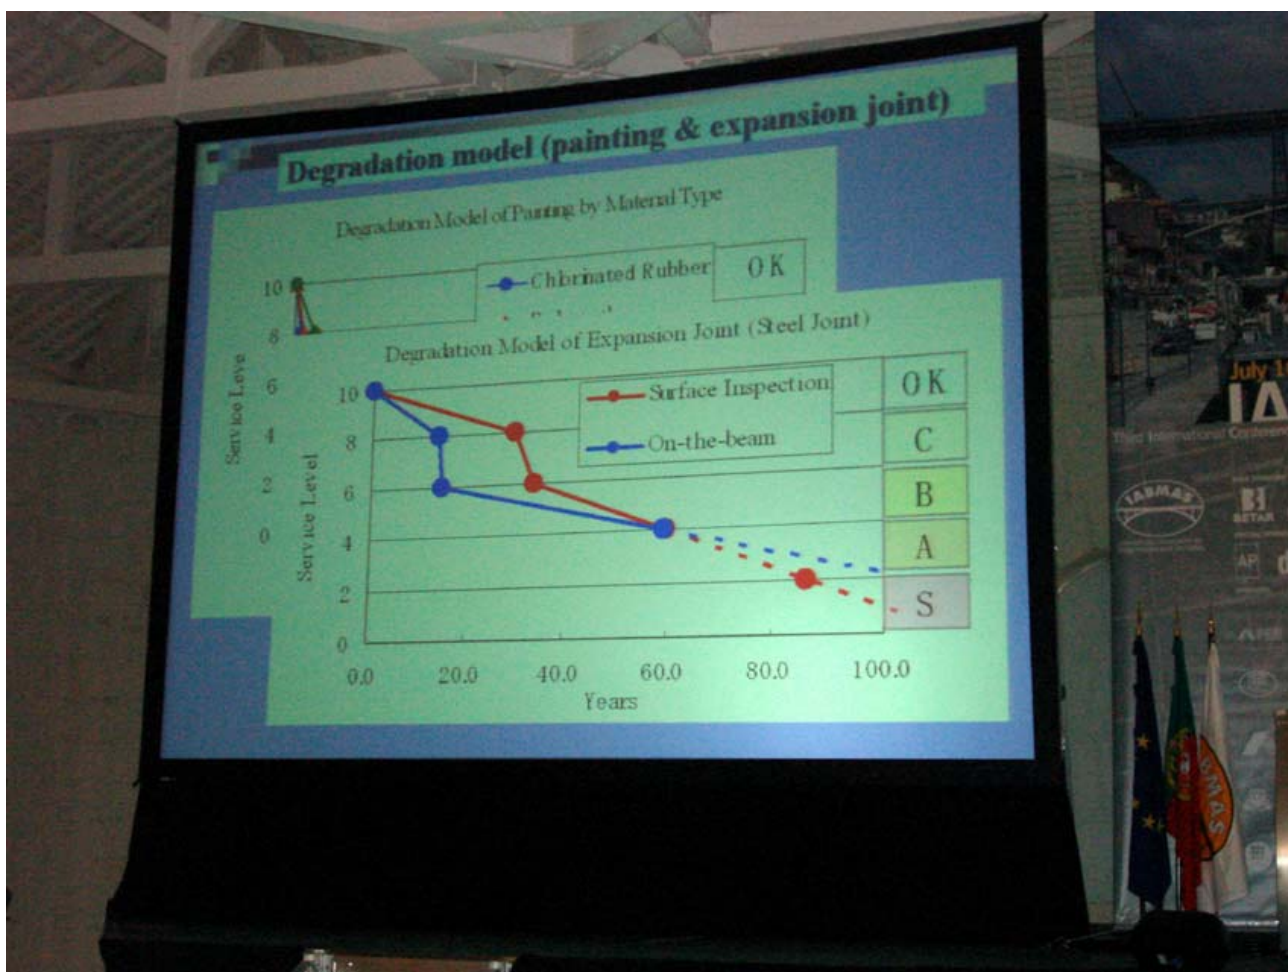 Degradation model (painting & expansion joint)
Degradation Model of Painting by Material Type
Service Level
10
8
6
4
2
0
Chlorinated Rubber
OK
Degradation Model of Expansion Joint (Steel Joint)
Service Level
10
8
6
4
2
0
Surface Inspection
On-the-beam
OK
C
B
A
S
0.0 20.0 40.0 60.0 80.0 100.0
Years
July
IA
Third International
IABMAS
BETAR
AP
BMAS